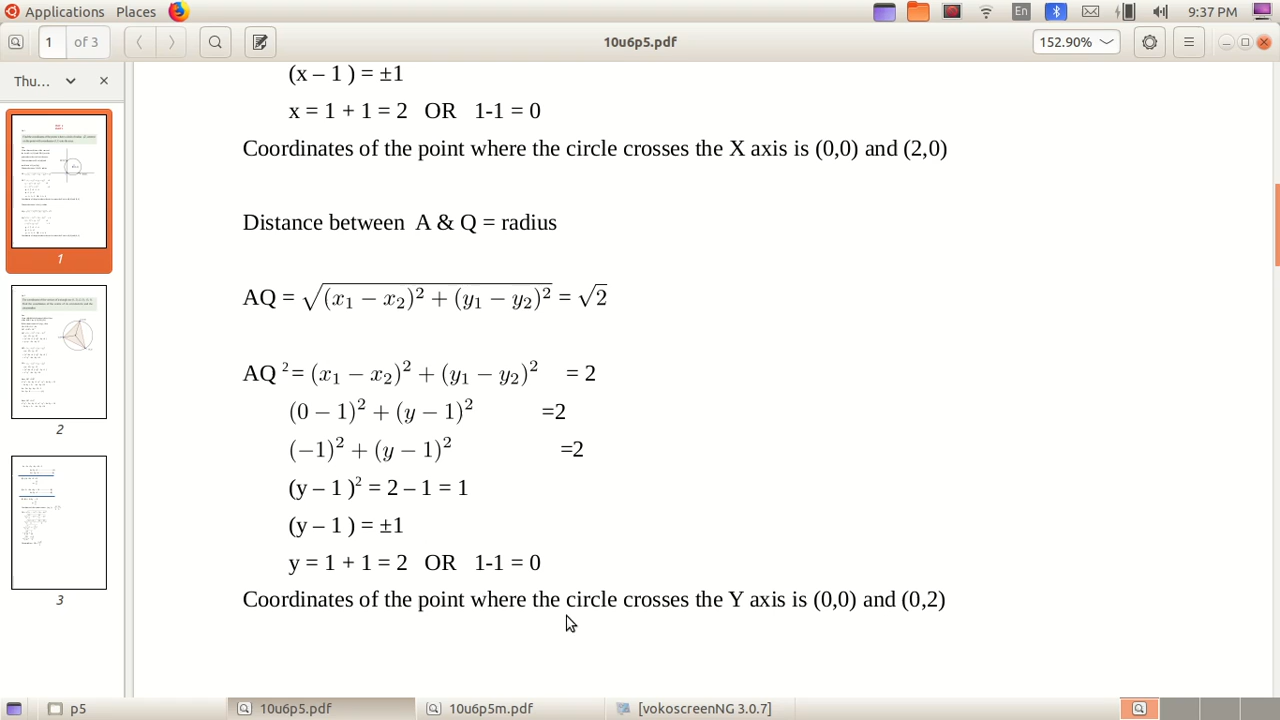 Applications Places En 9:37 PM
1 of 3 10u6p5.pdf 152.90%
Thu...
(x – 1 ) = ±1
x = 1 + 1 = 2 OR 1-1 = 0
Coordinates of the point where the circle crosses the X axis is (0,0) and (2,0)
Distance between A & Q = radius
AQ = √(x₁ − x₂)² + (y₁ − y₂)² = √2
AQ ²= (x₁ − x₂)² + (y₁ − y₂)² = 2
(0 − 1)² + (y − 1)² =2
(−1)² + (y − 1)² =2
(y – 1 )² = 2 – 1 = 1
(y – 1 ) = ±1
y = 1 + 1 = 2 OR 1-1 = 0
Coordinates of the point where the circle crosses the Y axis is (0,0) and (0,2)
1
2
3
p5 10u6p5.pdf 10u6p5m.pdf [vokoscreenNG 3.0.7]